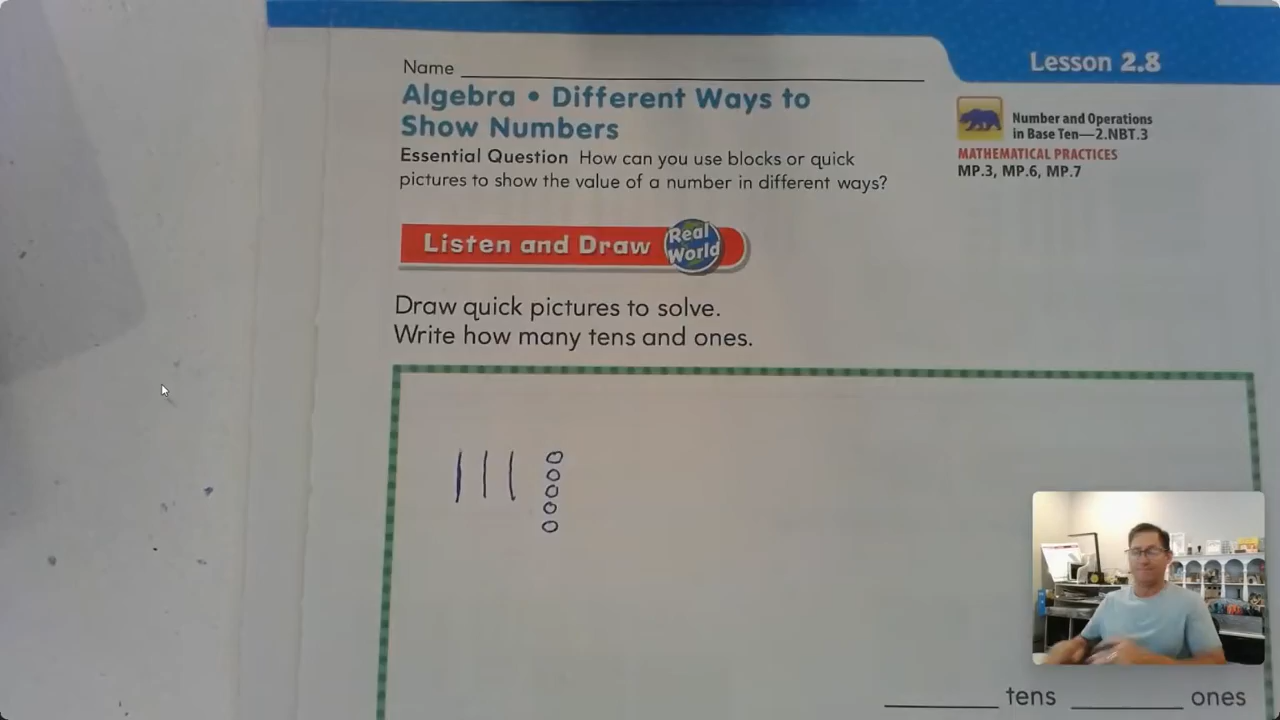 Lesson 2.8
Name
Algebra • Different Ways to
Show Numbers
Number and Operations
in Base Ten—2.NBT.3
MATHEMATICAL PRACTICES
MP.3, MP.6, MP.7
Essential Question How can you use blocks or quick
pictures to show the value of a number in different ways?
Listen and Draw
Real
World
Draw quick pictures to solve.
Write how many tens and ones.
tens ones